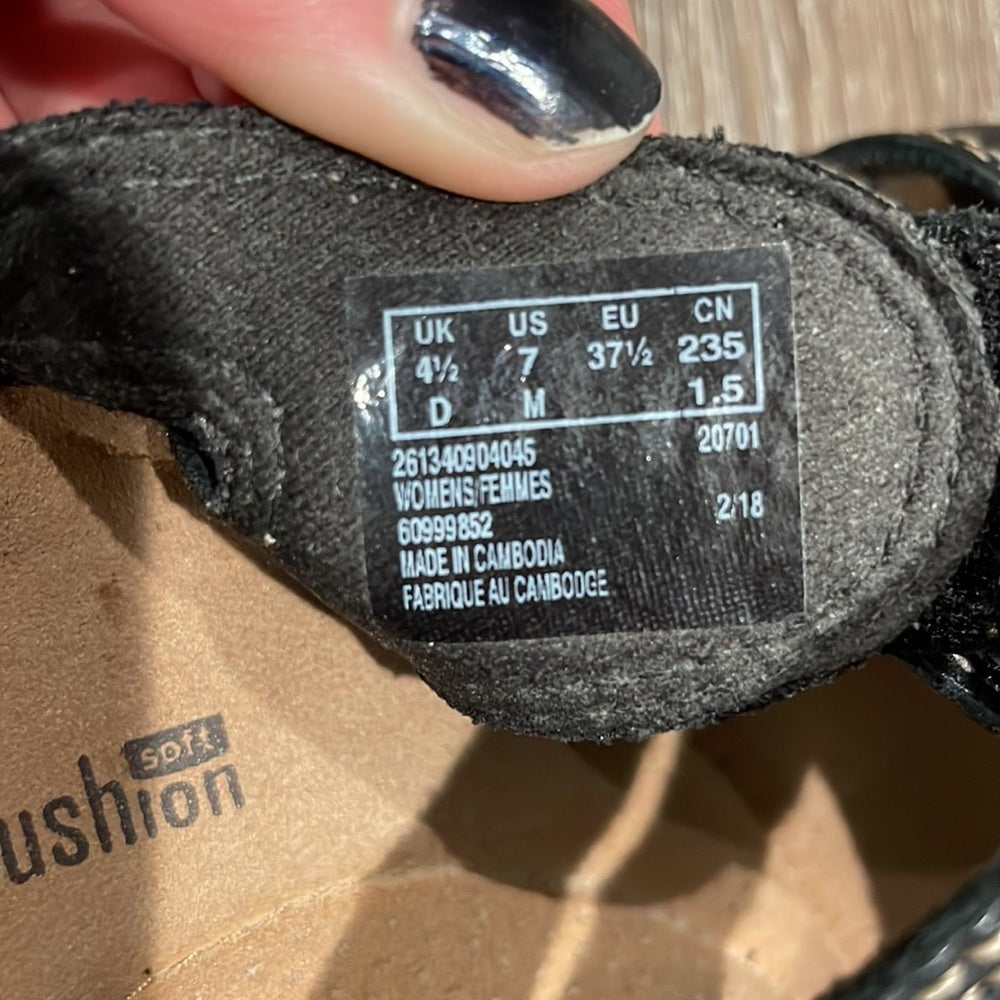 UK US EU CN
4½ 7 37½ 235
D M 1.5
261340904045 20701
WOMENS/FEMMES
60999852 2/18
MADE IN CAMBODIA
FABRIQUE AU CAMBODGE
soft
ushion